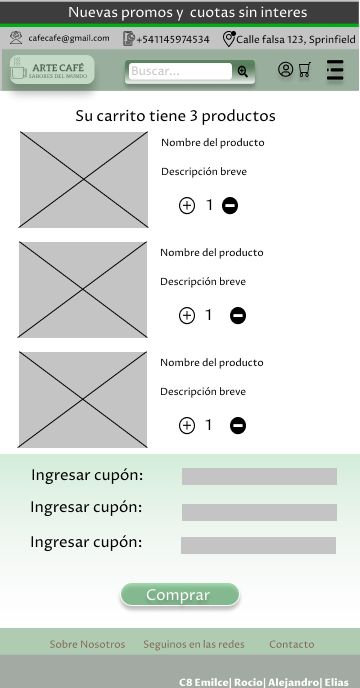 Nuevas promos y cuotas sin interes
cafecafe@gmail.com +541145974534 Calle falsa 123, Sprinfield
ARTE CAFÉ
SABORES DEL MUNDO
Buscar...
Su carrito tiene 3 productos
Nombre del producto
Descripción breve
1
Nombre del producto
Descripción breve
1
Nombre del producto
Descripción breve
1
Ingresar cupón:
Ingresar cupón:
Ingresar cupón:
Comprar
Sobre Nosotros Seguinos en las redes Contacto
C8 Emilce| Rocio| Alejandro| Elias